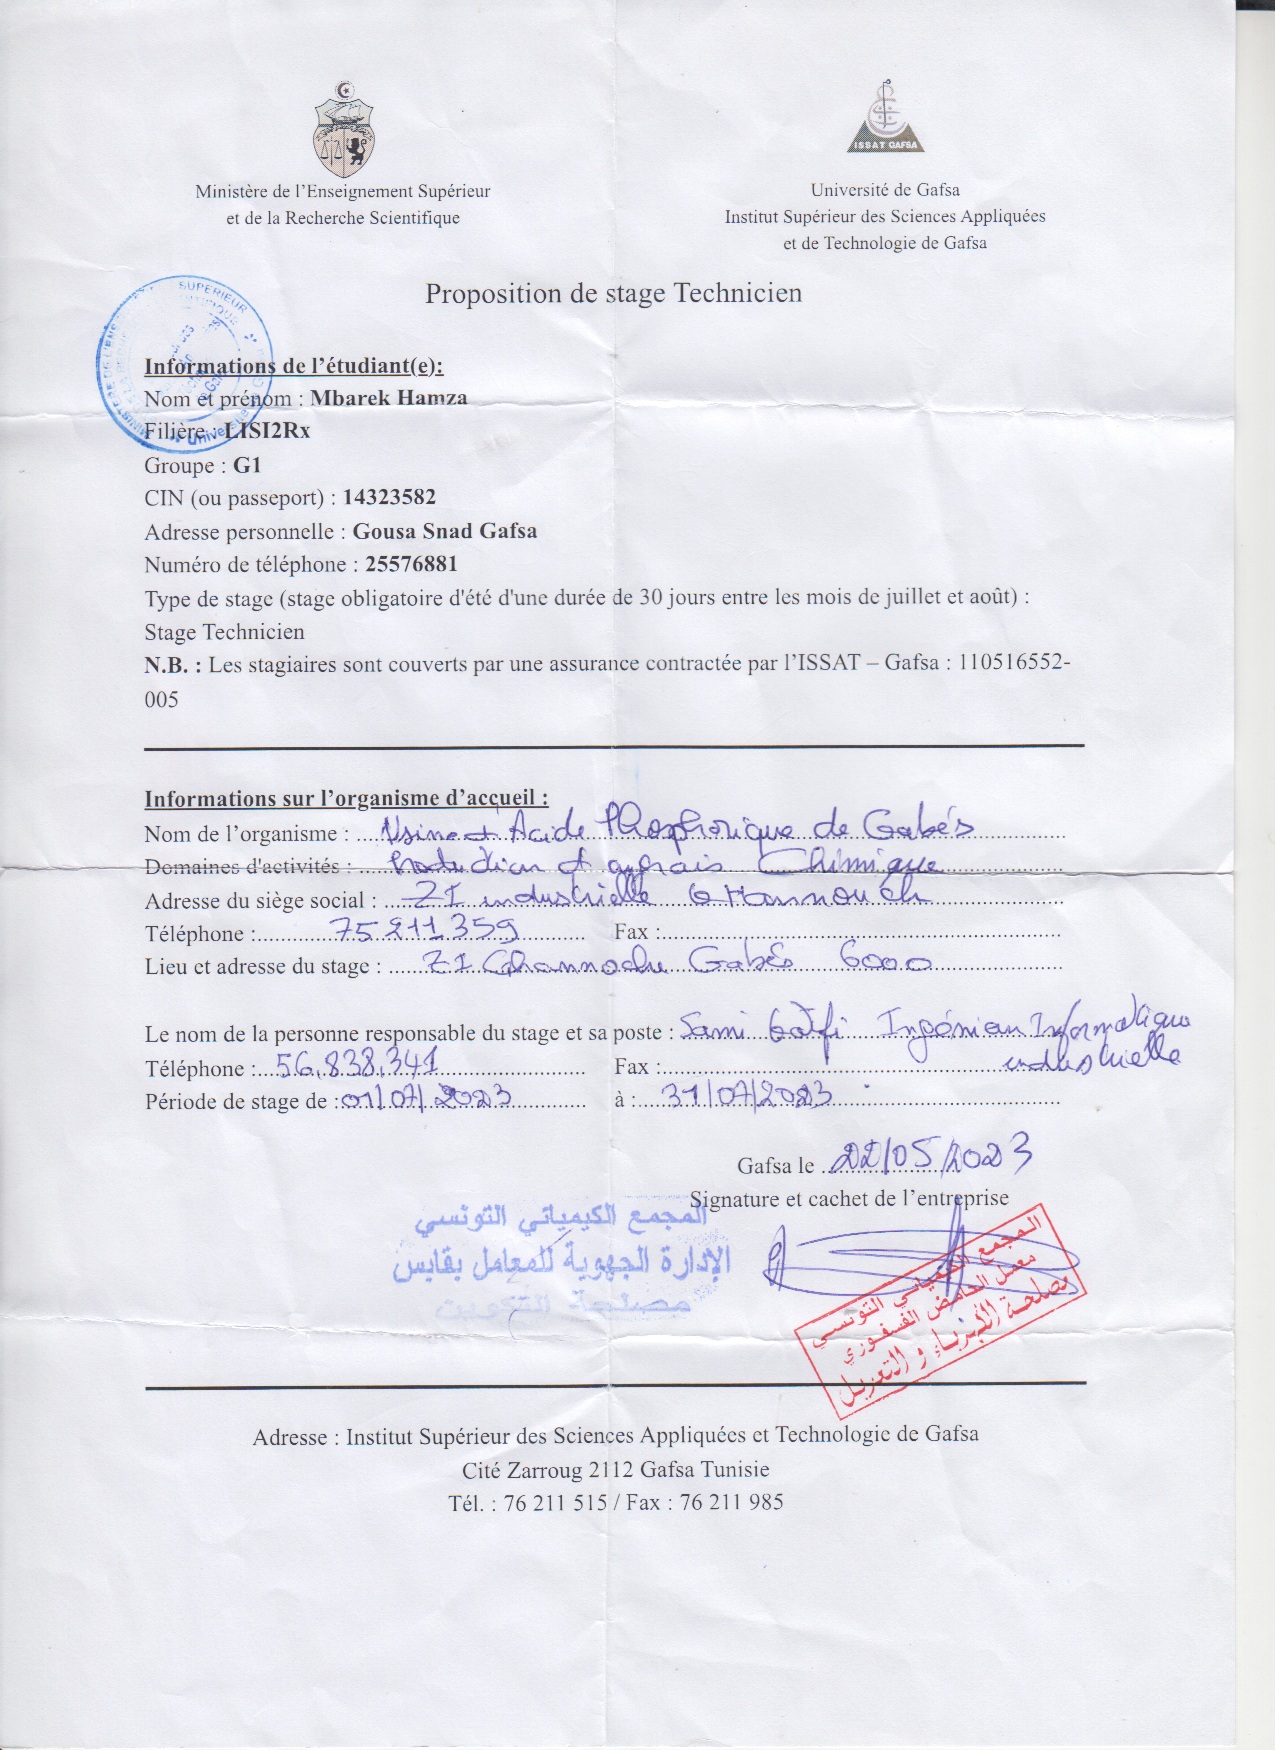 ISSAT GAFSA
Ministère de l'Enseignement Supérieur
et de la Recherche Scientifique
Université de Gafsa
Institut Supérieur des Sciences Appliquées
et de Technologie de Gafsa
SUPERIEUR
Université
Proposition de stage Technicien
Informations de l'étudiant(e):
Nom et prénom : Mbarek Hamza
Filière : LISI2Rx
Groupe : G1
CIN (ou passeport) : 14323582
Adresse personnelle : Gousa Snad Gafsa
Numéro de téléphone : 25576881
Type de stage (stage obligatoire d'été d'une durée de 30 jours entre les mois de juillet et août) :
Stage Technicien
N.B. : Les stagiaires sont couverts par une assurance contractée par l'ISSAT – Gafsa : 110516552-
005
Informations sur l'organisme d'accueil :
Nom de l'organisme : Usine d'Acide Phosphorique de Gabés
Domaines d'activités : Production d'engrais Chimique
Adresse du siège social : ZI industrielle Ghannouch
Téléphone : 75 211 359 Fax :
Lieu et adresse du stage : ZI Ghannochu Gabés 6000
Le nom de la personne responsable du stage et sa poste : Sami Ingénieur Informatique
industrielle
Téléphone : 56.838.341 Fax :
Période de stage de : 01/07/2023 à : 31/07/2023
Gafsa le 22/05/2023
Signature et cachet de l'entreprise
المجمع الكيميائي التونسي
الإدارة الجهوية للمعامل بقابس
مصلحة التكوين
المجمع الكيميائي التونسي
معمل الحامض الفسفوري
مصلحة الكهرباء و التعديل
Adresse : Institut Supérieur des Sciences Appliquées et Technologie de Gafsa
Cité Zarroug 2112 Gafsa Tunisie
Tél. : 76 211 515 / Fax : 76 211 985